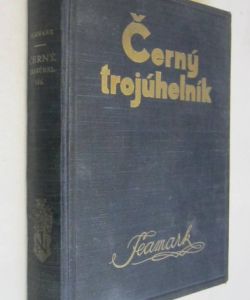 SEAMARK
ČERNÝ
TROJÚHEL-
NÍK
Černý
trojúhelník
Seamark